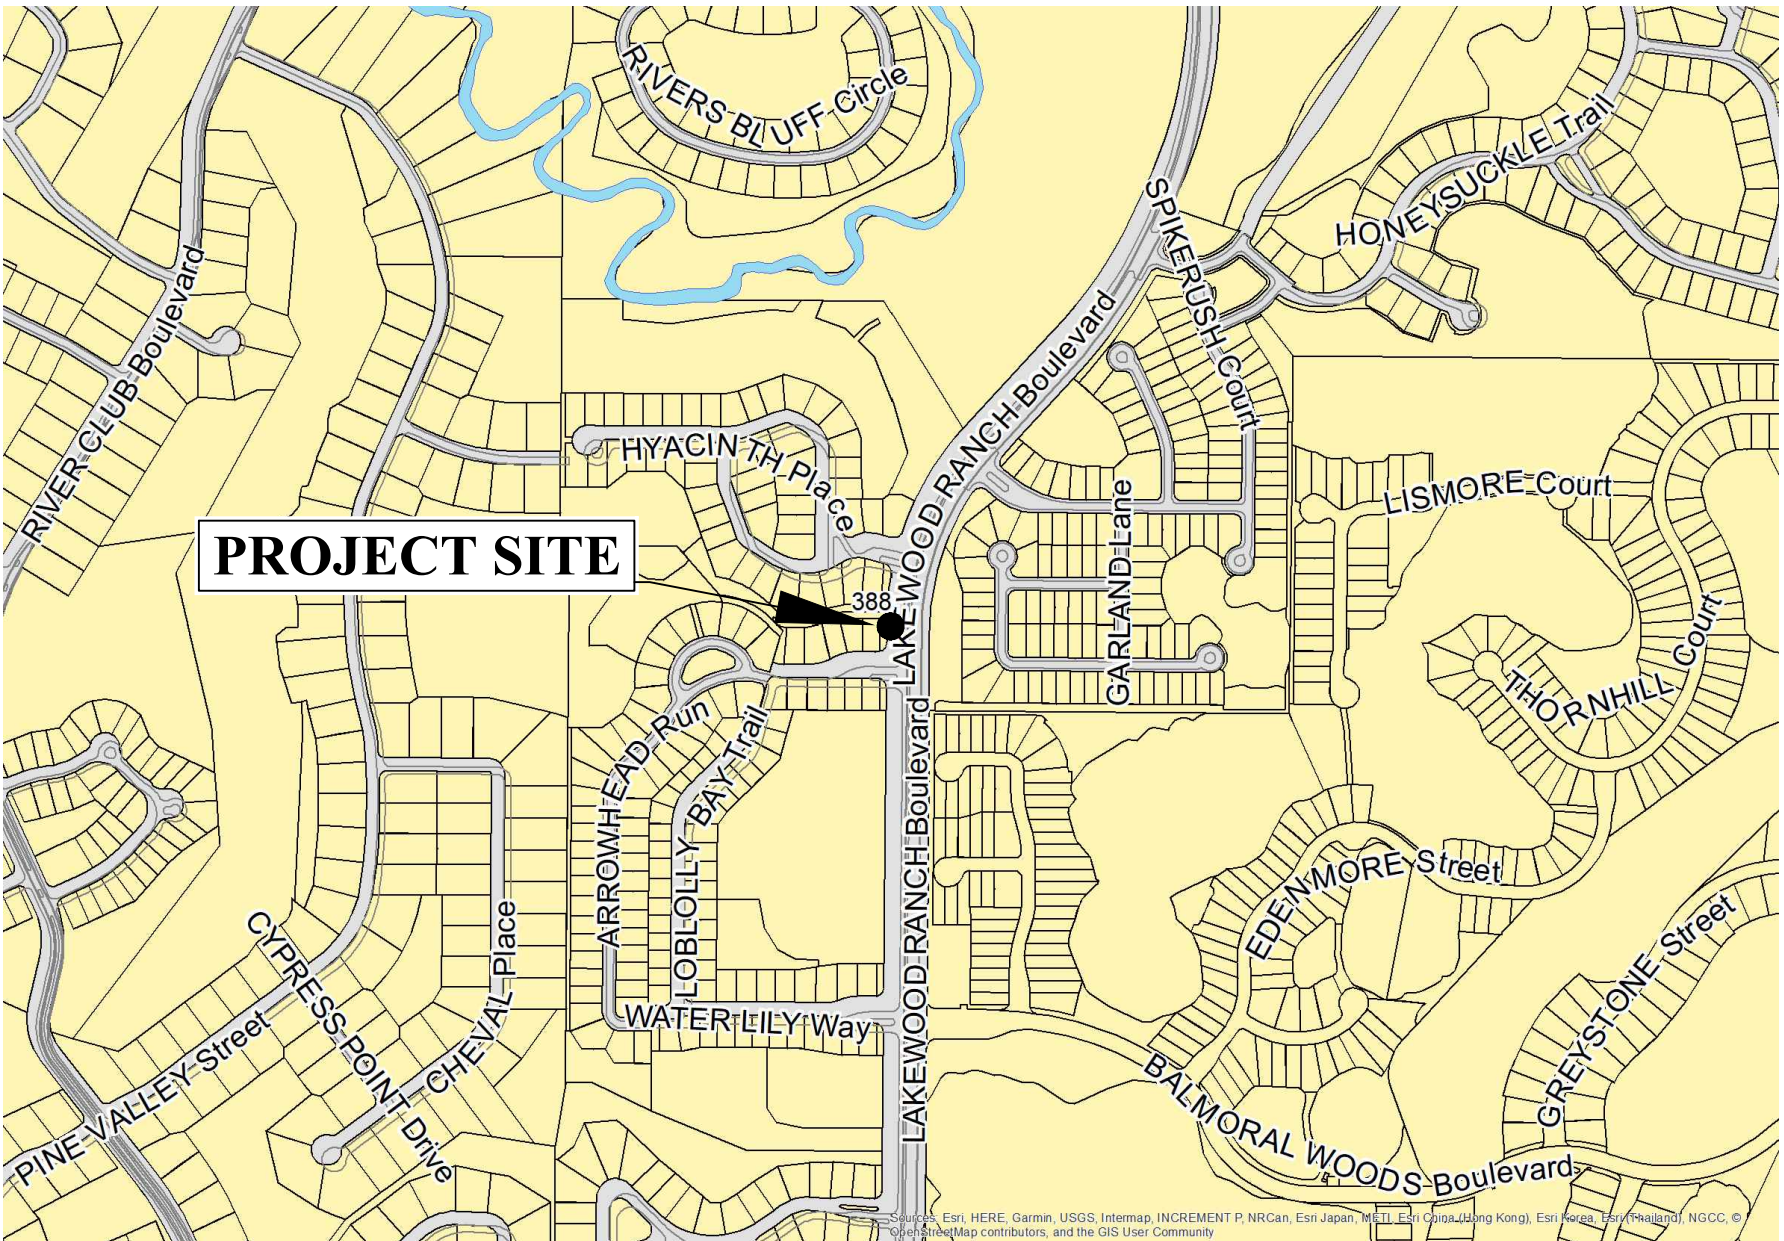 RIVERS BLUFF Circle
HONEYSUCKLE Trail
SPIKERUSH Court
RIVER CLUB Boulevard
LAKEWOOD RANCH Boulevard
HYACINTH Place
LISMORE Court
GARLAND Lane
PROJECT SITE
388
THORNHILL Court
ARROWHEAD Run
LOBLOLLY BAY Trail
LAKEWOOD RANCH Boulevard
EDENMORE Street
GREYSTONE Street
CYPRESS POINT Drive
CHEVAL Place
PINE VALLEY Street
WATER LILY Way
LAKEWOOD RANCH Boulevard
BALMORAL WOODS Boulevard
Sources: Esri, HERE, Garmin, USGS, Intermap, INCREMENT P, NRCan, Esri Japan, METI, Esri China (Hong Kong), Esri Korea, Esri (Thailand), NGCC, ©
OpenStreetMap contributors, and the GIS User Community